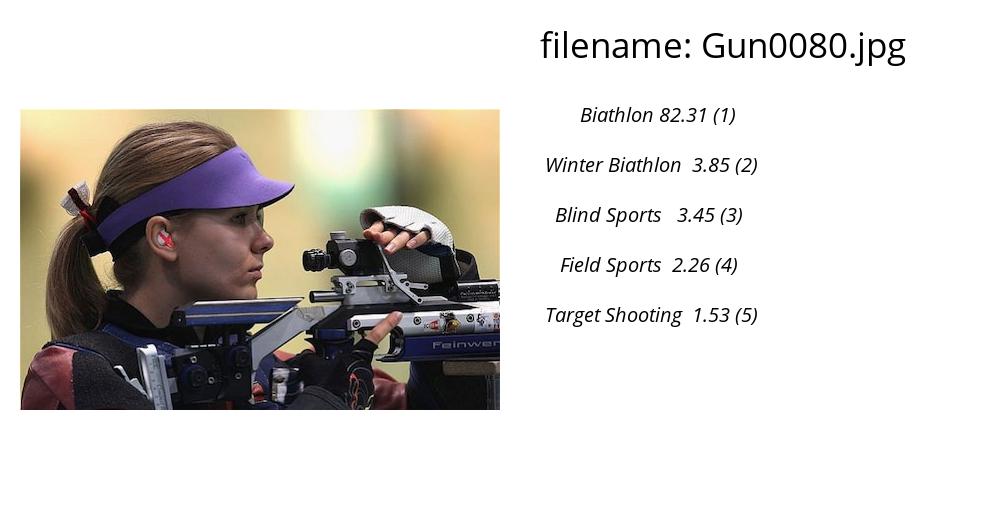 filename: Gun0080.jpg
Biathlon 82.31 (1)
Winter Biathlon 3.85 (2)
Blind Sports 3.45 (3)
Field Sports 2.26 (4)
Target Shooting 1.53 (5)
Feinwer